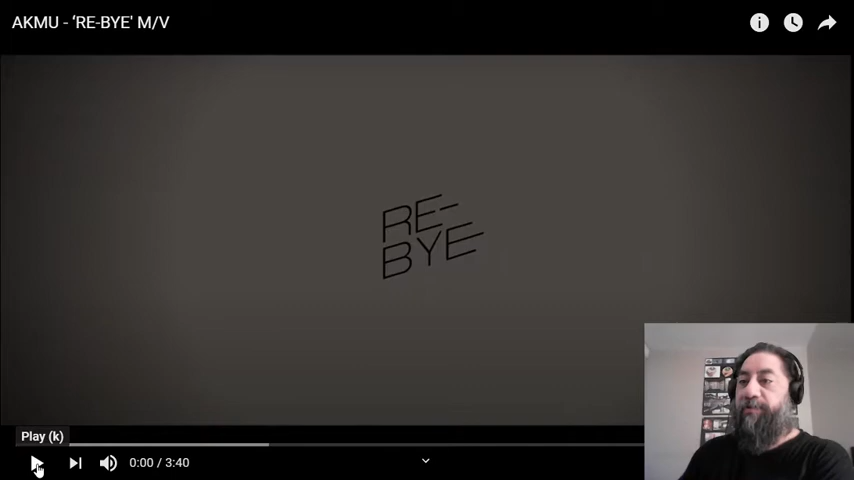 AKMU - ‘RE-BYE' M/V
RE-
BYE
Play (k)
0:00 / 3:40